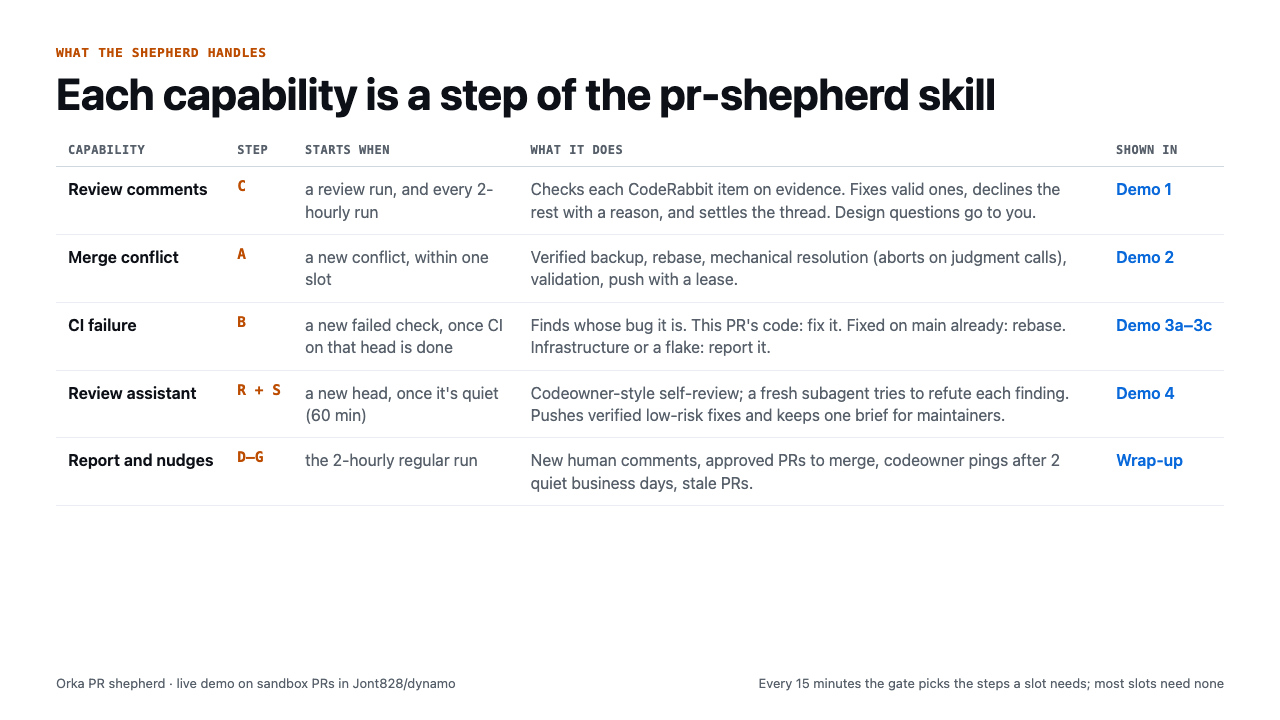 WHAT THE SHEPHERD HANDLES
Each capability is a step of the pr-shepherd skill
CAPABILITY STEP STARTS WHEN WHAT IT DOES SHOWN IN
Review comments C a review run, and every 2-hourly run Checks each CodeRabbit item on evidence. Fixes valid ones, declines the rest with a reason, and settles the thread. Design questions go to you. Demo 1
Merge conflict A a new conflict, within one slot Verified backup, rebase, mechanical resolution (aborts on judgment calls), validation, push with a lease. Demo 2
CI failure B a new failed check, once CI on that head is done Finds whose bug it is. This PR's code: fix it. Fixed on main already: rebase. Infrastructure or a flake: report it. Demo 3a–3c
Review assistant R + S a new head, once it's quiet (60 min) Codeowner-style self-review; a fresh subagent tries to refute each finding. Pushes verified low-risk fixes and keeps one brief for maintainers. Demo 4
Report and nudges D–G the 2-hourly regular run New human comments, approved PRs to merge, codeowner pings after 2 quiet business days, stale PRs. Wrap-up
Orka PR shepherd · live demo on sandbox PRs in Jont828/dynamo
Every 15 minutes the gate picks the steps a slot needs; most slots need none